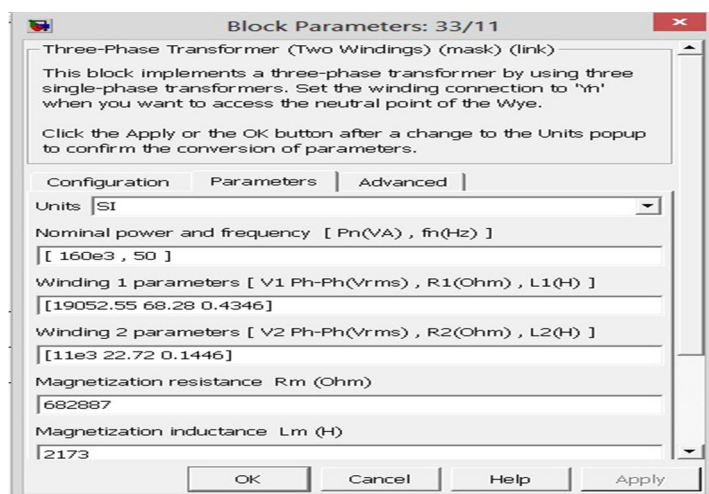 Block Parameters: 33/11
Three-Phase Transformer (Two Windings) (mask) (link)
This block implements a three-phase transformer by using three
single-phase transformers. Set the winding connection to 'Yn'
when you want to access the neutral point of the Wye.
Click the Apply or the OK button after a change to the Units popup
to confirm the conversion of parameters.
Configuration Parameters Advanced
Units SI
Nominal power and frequency [ Pn(VA) , fn(Hz) ]
[ 160e3 , 50 ]
Winding 1 parameters [ V1 Ph-Ph(Vrms) , R1(Ohm) , L1(H) ]
[19052.55 68.28 0.4346]
Winding 2 parameters [ V2 Ph-Ph(Vrms) , R2(Ohm) , L2(H) ]
[11e3 22.72 0.1446]
Magnetization resistance Rm (Ohm)
682887
Magnetization inductance Lm (H)
2173
OK Cancel Help Apply